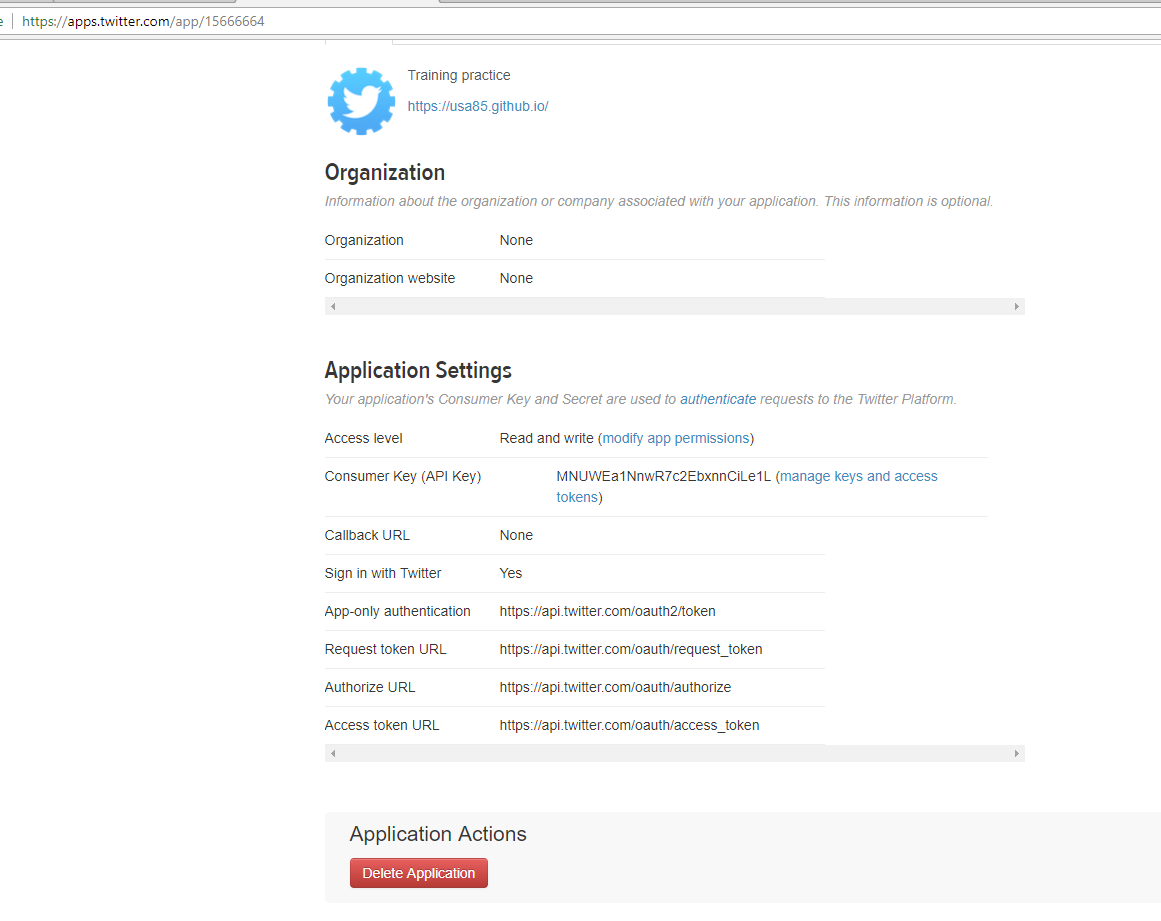 https://apps.twitter.com/app/15666664
Training practice
https://usa85.github.io/
Organization
Information about the organization or company associated with your application. This information is optional.
Organization None
Organization website None
Application Settings
Your application's Consumer Key and Secret are used to authenticate requests to the Twitter Platform.
Access level Read and write (modify app permissions)
Consumer Key (API Key) MNUWEa1NnwR7c2EbxnnCiLe1L (manage keys and access
tokens)
Callback URL None
Sign in with Twitter Yes
App-only authentication https://api.twitter.com/oauth2/token
Request token URL https://api.twitter.com/oauth/request_token
Authorize URL https://api.twitter.com/oauth/authorize
Access token URL https://api.twitter.com/oauth/access_token
Application Actions
Delete Application